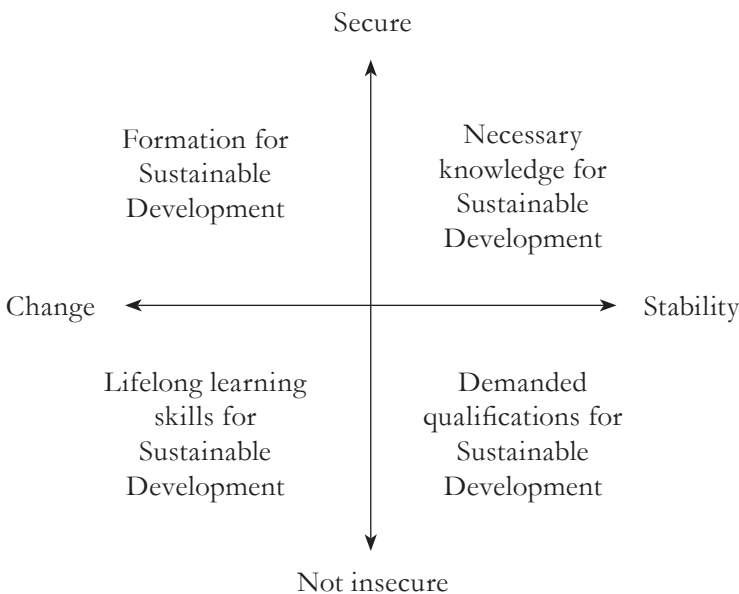 Secure
Formation for
Sustainable
Development
Necessary
knowledge for
Sustainable
Development
Change
Stability
Lifelong learning
skills for
Sustainable
Development
Demanded
qualifications for
Sustainable
Development
Not insecure